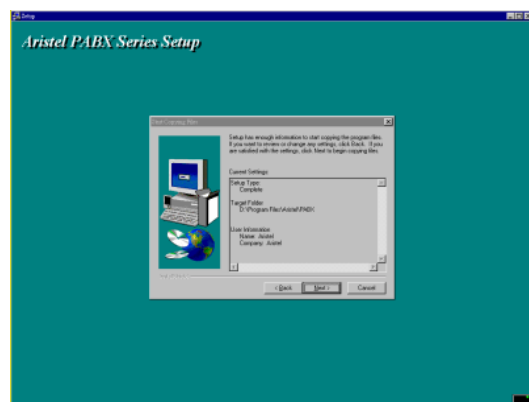 Setup
Aristel PABX Series Setup
Start Copying Files
Setup has enough information to start copying the program files.
If you want to review or change any settings, click Back. If you
are satisfied with the settings, click Next to begin copying files.
Current Settings:
Setup Type:
Complete
Target Folder
D:\Program Files\Aristel\PABX
User Information
Name: Aristel
Company: Aristel
< Back
Next >
Cancel